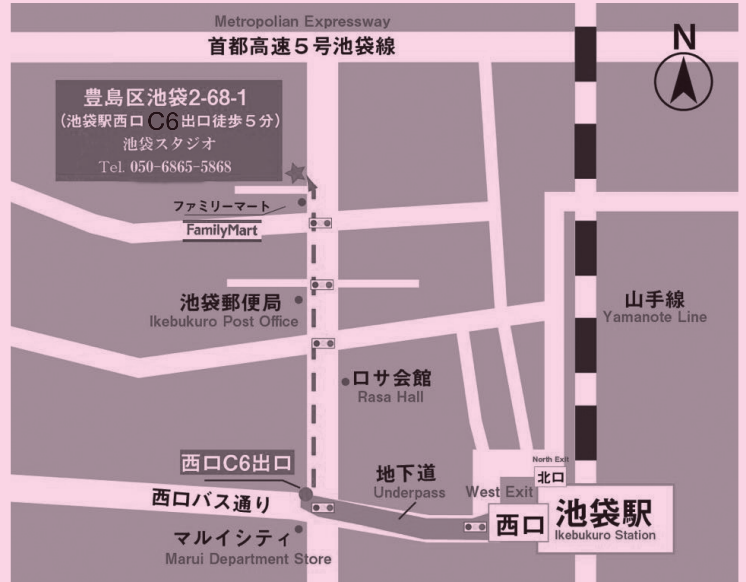 Metropolian Expressway
首都高速５号池袋線
N
豊島区池袋2-68-1
(池袋駅西口 C6 出口徒歩５分)
池袋スタジオ
Tel. 050-6865-5868
ファミリーマート
FamilyMart
池袋郵便局
Ikebukuro Post Office
山手線
Yamanote Line
ロサ会館
Rasa Hall
西口C6出口
地下道
Underpass
North Exit
北口
West Exit
西口
池袋駅
Ikebukuro Station
西口バス通り
マルイシティ
Marui Department Store